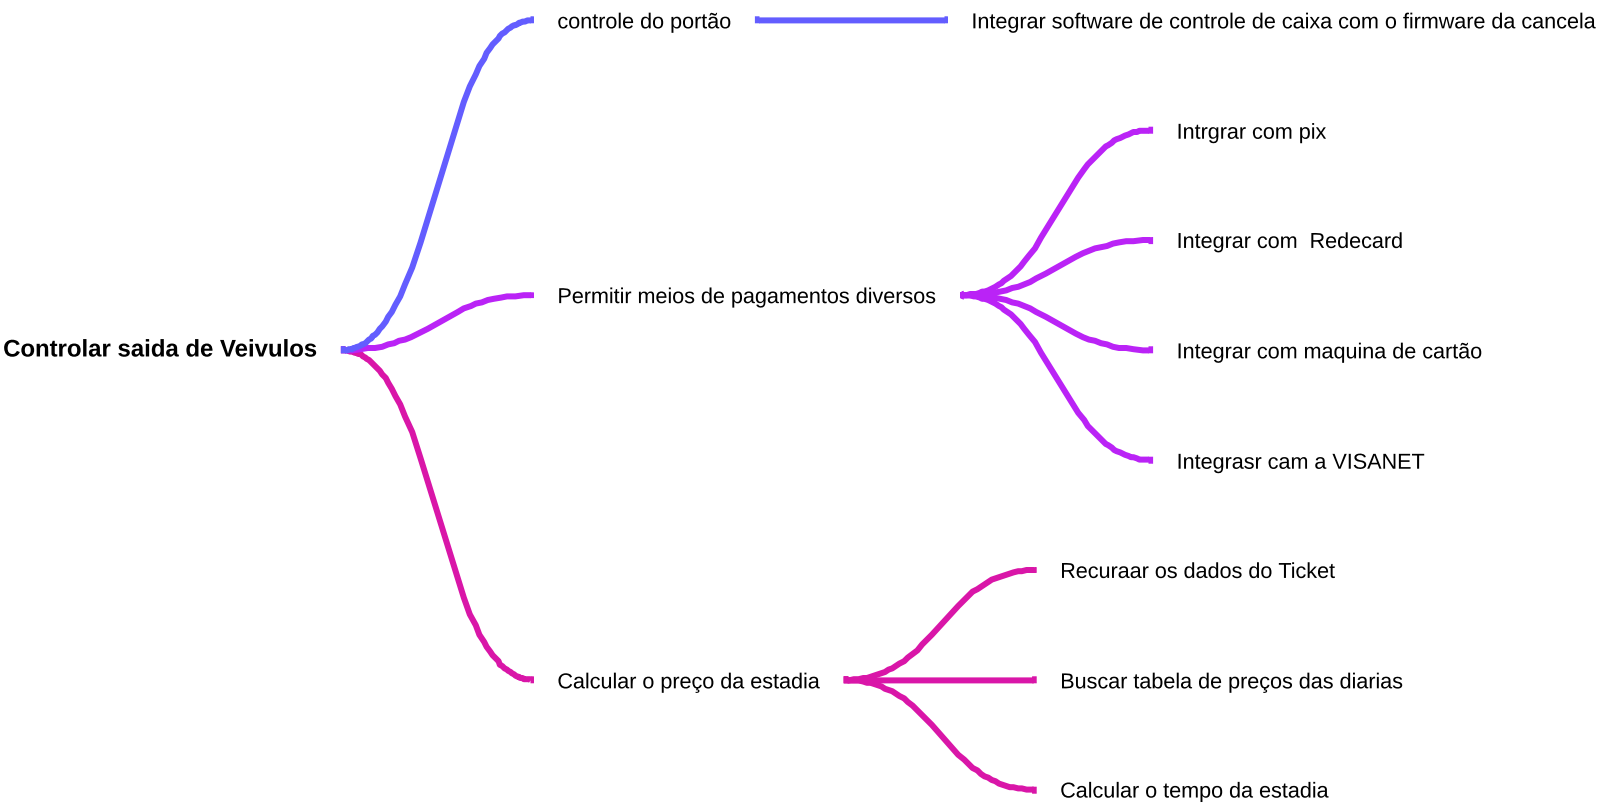 controle do portão
Integrar software de controle de caixa com o firmware da cancela
Intrgrar com pix
Integrar com  Redecard
Permitir meios de pagamentos diversos
Controlar saida de Veivulos
Integrar com maquina de cartão
Integrasr cam a VISANET
Recuraar os dados do Ticket
Calcular o preço da estadia
Buscar tabela de preços das diarias
Calcular o tempo da estadia